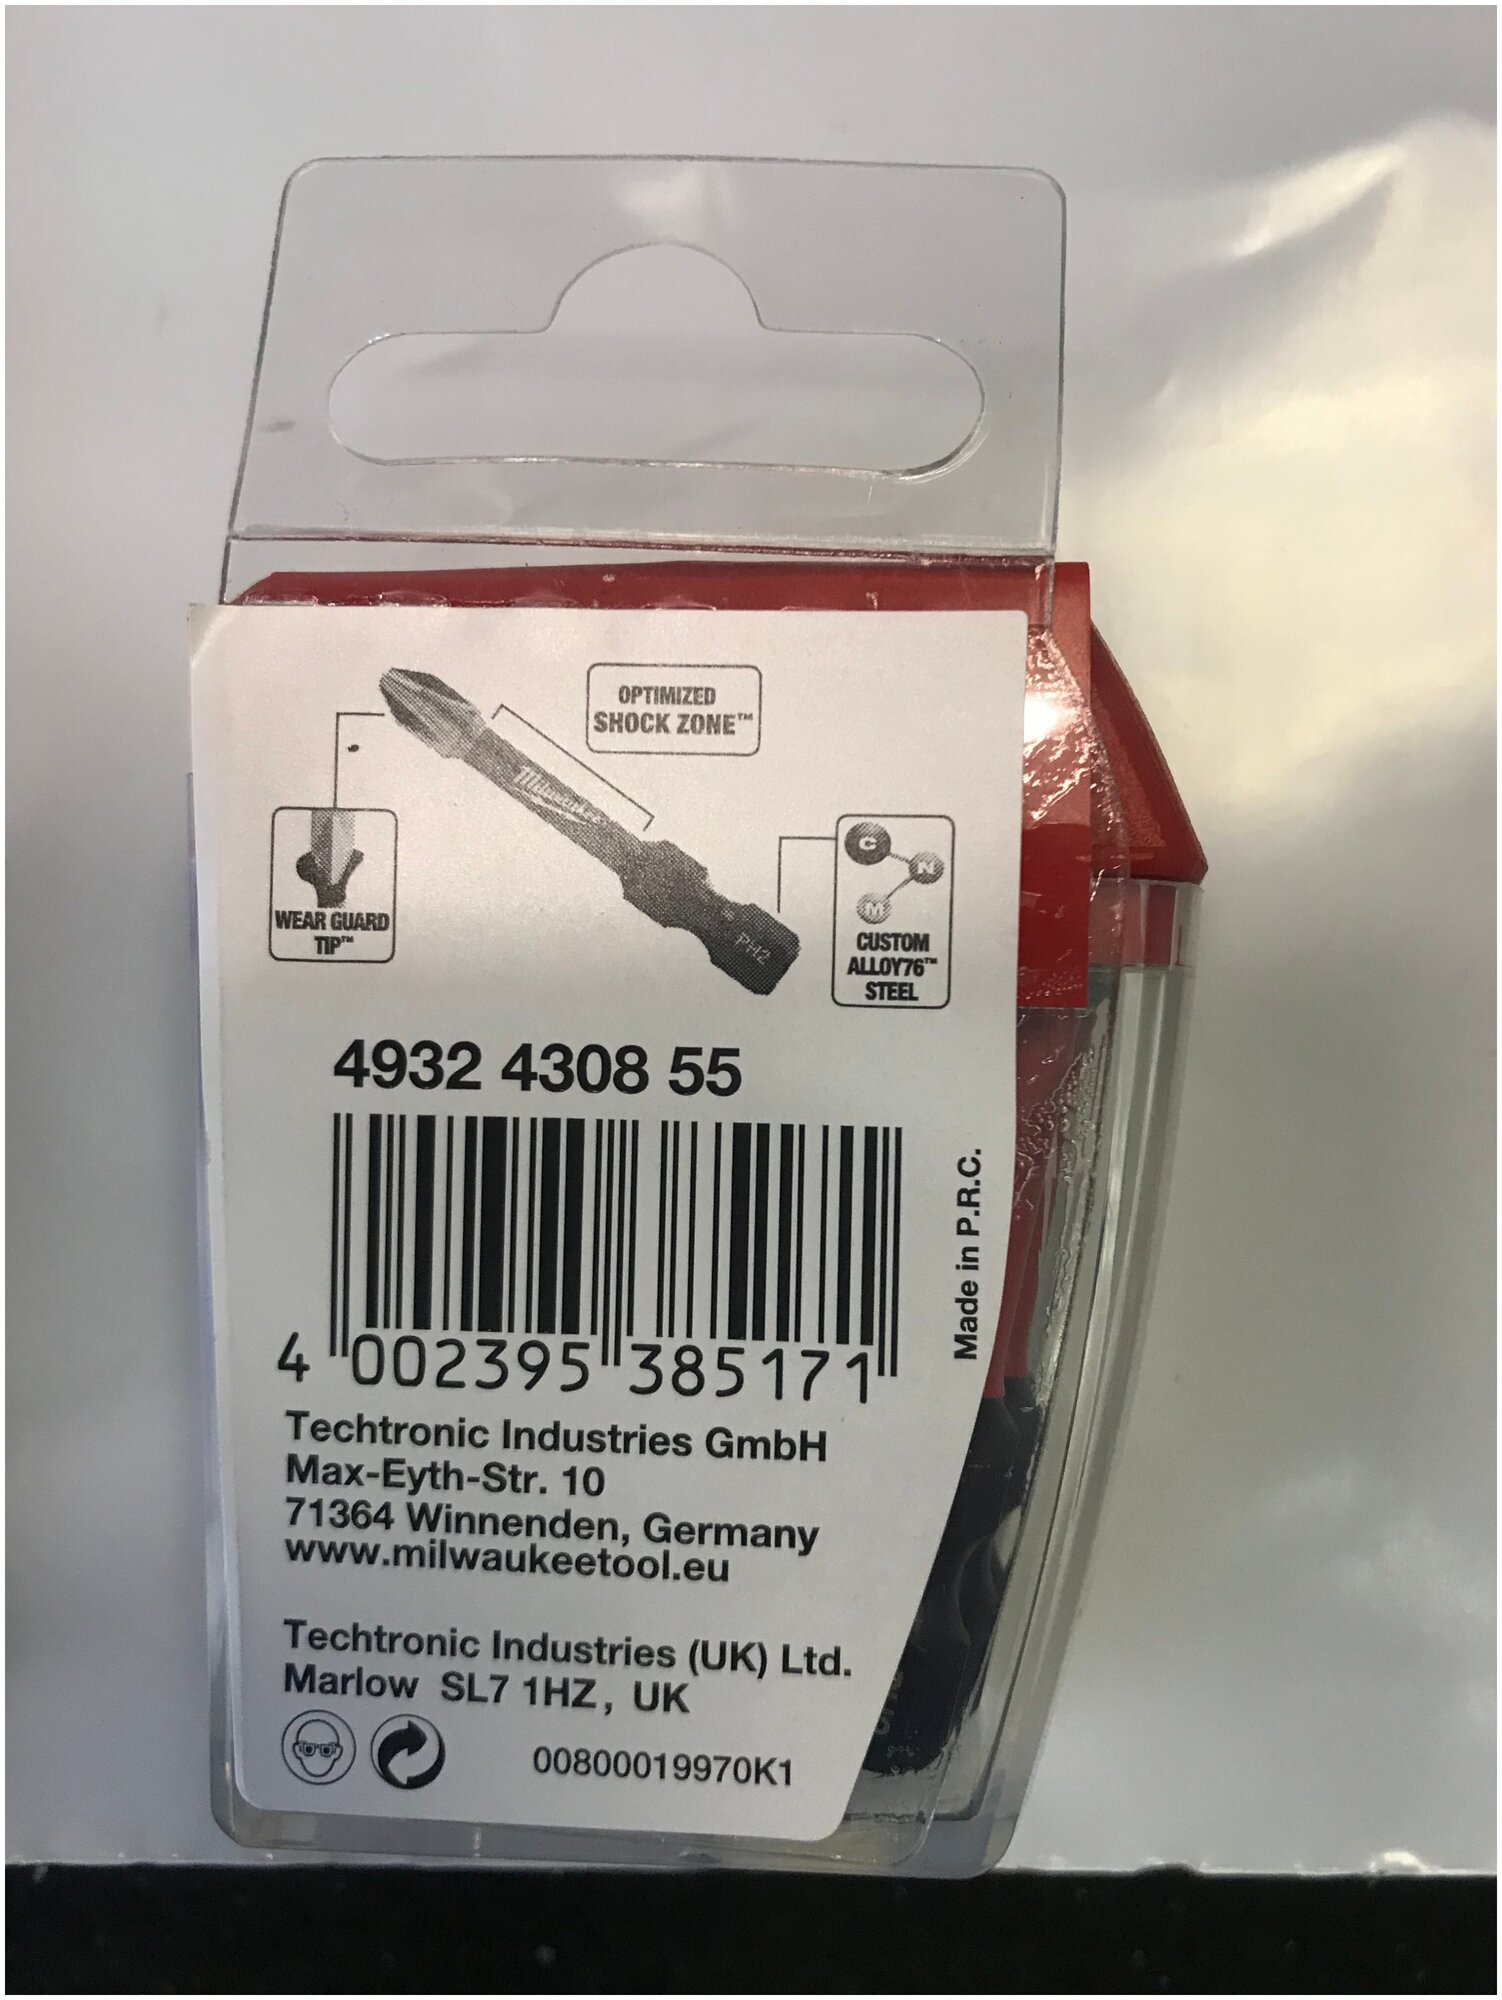 OPTIMIZED
SHOCK ZONE™
Milwaukee
WEAR GUARD
TIP™
PH2
C
N
M
CUSTOM
ALLOY76™
STEEL
4932 4308 55
4 002395 385171
Made in P.R.C.
Techtronic Industries GmbH
Max-Eyth-Str. 10
71364 Winnenden, Germany
www.milwaukeetool.eu
Techtronic Industries (UK) Ltd.
Marlow SL7 1HZ, UK
00800019970K1